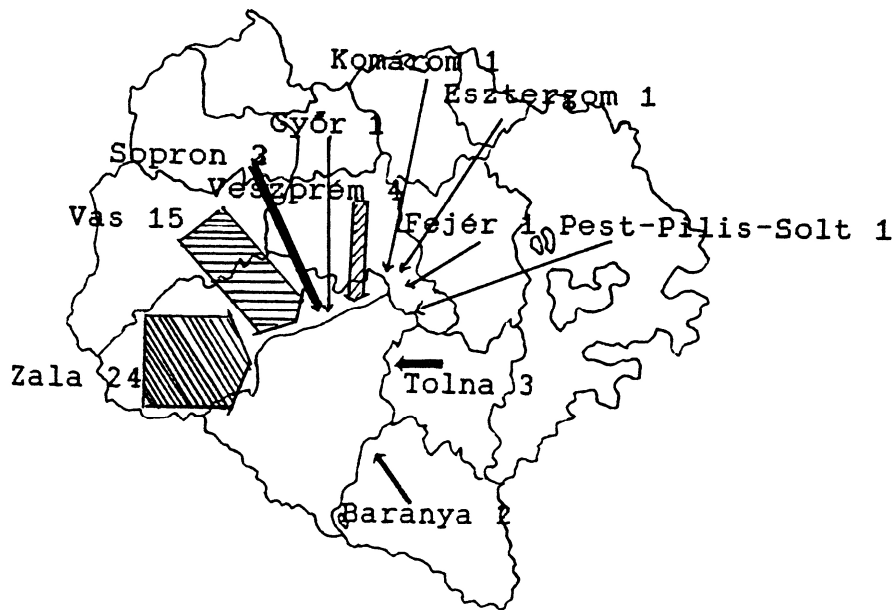 Komárom 1
Esztergom 1
Győr 1
Sopron 3
Veszprém 4
Vas 15
Fejér 1
Pest-Pilis-Solt 1
Zala 24
Tolna 3
Baranya 2